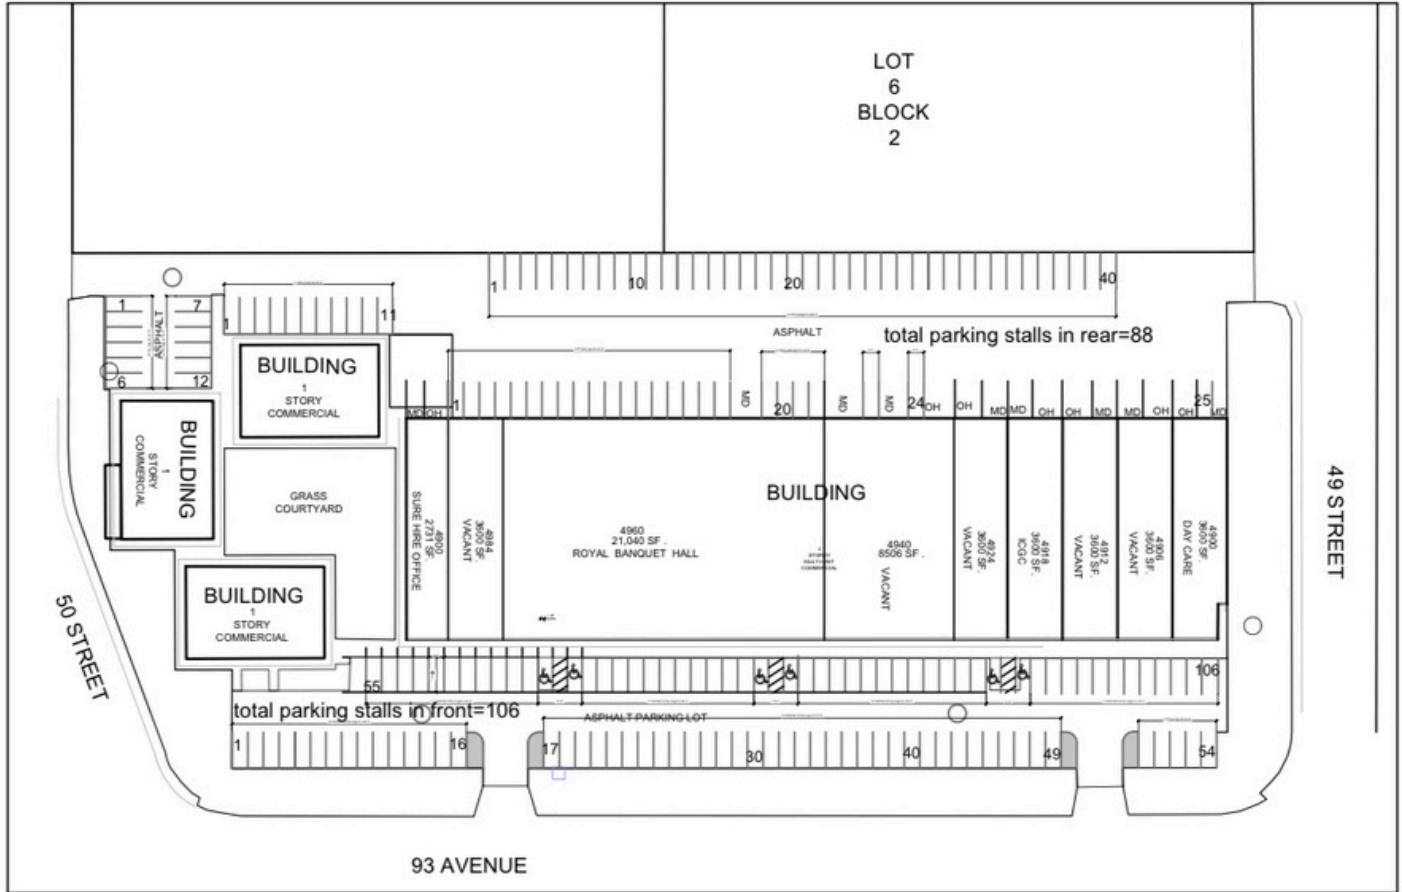 LOT
6
BLOCK
2
1
10
20
40
1
7
ASPHALT
6
12
1
11
ASPHALT
total parking stalls in rear=88
BUILDING
1
STORY
COMMERCIAL
MD
OH
1
MD
20
MD
MD
24
OH
OH
MD
MD
OH
OH
MD
MD
OH
OH
25
MD
BUILDING
1
STORY
COMMERCIAL
GRASS
COURTYARD
BUILDING
4900
2731 SF.
SURE HIRE OFFICE
4984
3600 SF.
VACANT
4960
21,040 SF .
ROYAL BANQUET HALL
4940
8506 SF .
VACANT
4924
3600 SF.
VACANT
4918
3600 SF.
ICGC
4912
3600 SF.
VACANT
4906
3600 SF.
VACANT
4900
3600 SF.
DAY CARE
49 STREET
BUILDING
1
STORY
COMMERCIAL
50 STREET
55
106
total parking stalls in front=106
ASPHALT PARKING LOT
1
16
17
30
40
49
54
93 AVENUE